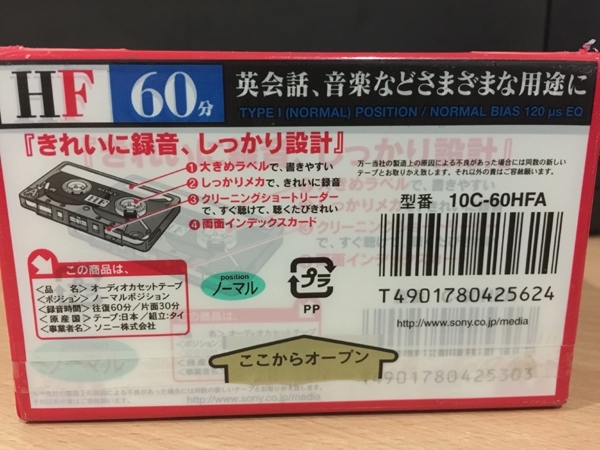 HF 60分 英会話、音楽などさまざまな用途に
TYPE I (NORMAL) POSITION / NORMAL BIAS 120 μs EQ
『きれいに録音、しっかり設計』
① 大きめラベルで、書きやすい
② しっかりメカで、きれいに録音
③ クリーニングショートリーダー
で、すぐ聴けて、聴くたびきれい
④ 両面インデックスカード
万一当社の製造上の原因による不良があった場合には同数の新しい
テープとお取りかえ致します。それ以外の責はご容赦願います。
型番 10C-60HFA
T4901780425624
http://www.sony.co.jp/media
この商品は、
<品名>オーディオカセットテープ
<ポジション>ノーマルポジション
<録音時間>往復60分/片面30分
<原産国>テープ:日本/組立:タイ
<事業者名>ソニー株式会社
position
ノーマル
プラ
PP
ここからオープン
T4901780425303
http://www.sony.co.jp/media